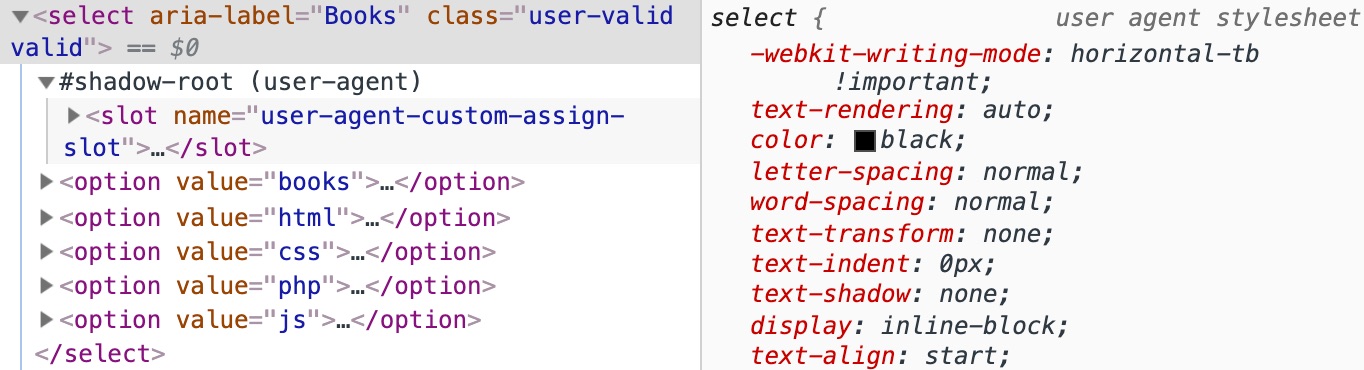 ▼<select aria-label="Books" class="user-valid
valid"> == $0
▼#shadow-root (user-agent)
▶<slot name="user-agent-custom-assign-
slot">…</slot>
▶<option value="books">…</option>
▶<option value="html">…</option>
▶<option value="css">…</option>
▶<option value="php">…</option>
▶<option value="js">…</option>
</select>
select { user agent stylesheet
-webkit-writing-mode: horizontal-tb
!important;
text-rendering: auto;
color: black;
letter-spacing: normal;
word-spacing: normal;
text-transform: none;
text-indent: 0px;
text-shadow: none;
display: inline-block;
text-align: start;